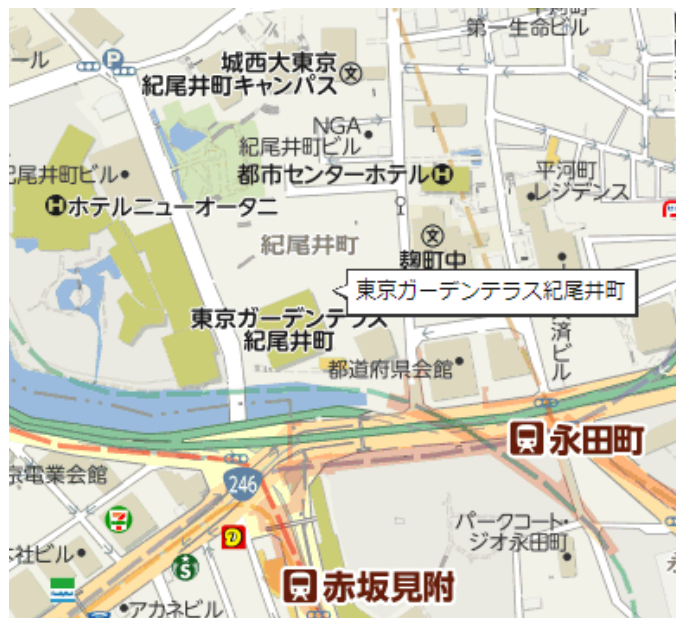 第一生命ビル
ール
P
城西大東京
紀尾井町キャンパス
文
NGA
紀尾井町ビル
平河町
レジデンス
紀尾井町ビル
都市センターホテル
H
H
ホテルニューオータニ
紀尾井町
文
麹町中
東京ガーデンテラス紀尾井町
東京ガーデンテラス
紀尾井町
済ビル
都道府県会館
永田町
京電業会館
246
7
パークコート・
ジオ永田町
D
本社ビル
S
FamilyMart
赤坂見附
アカネビル